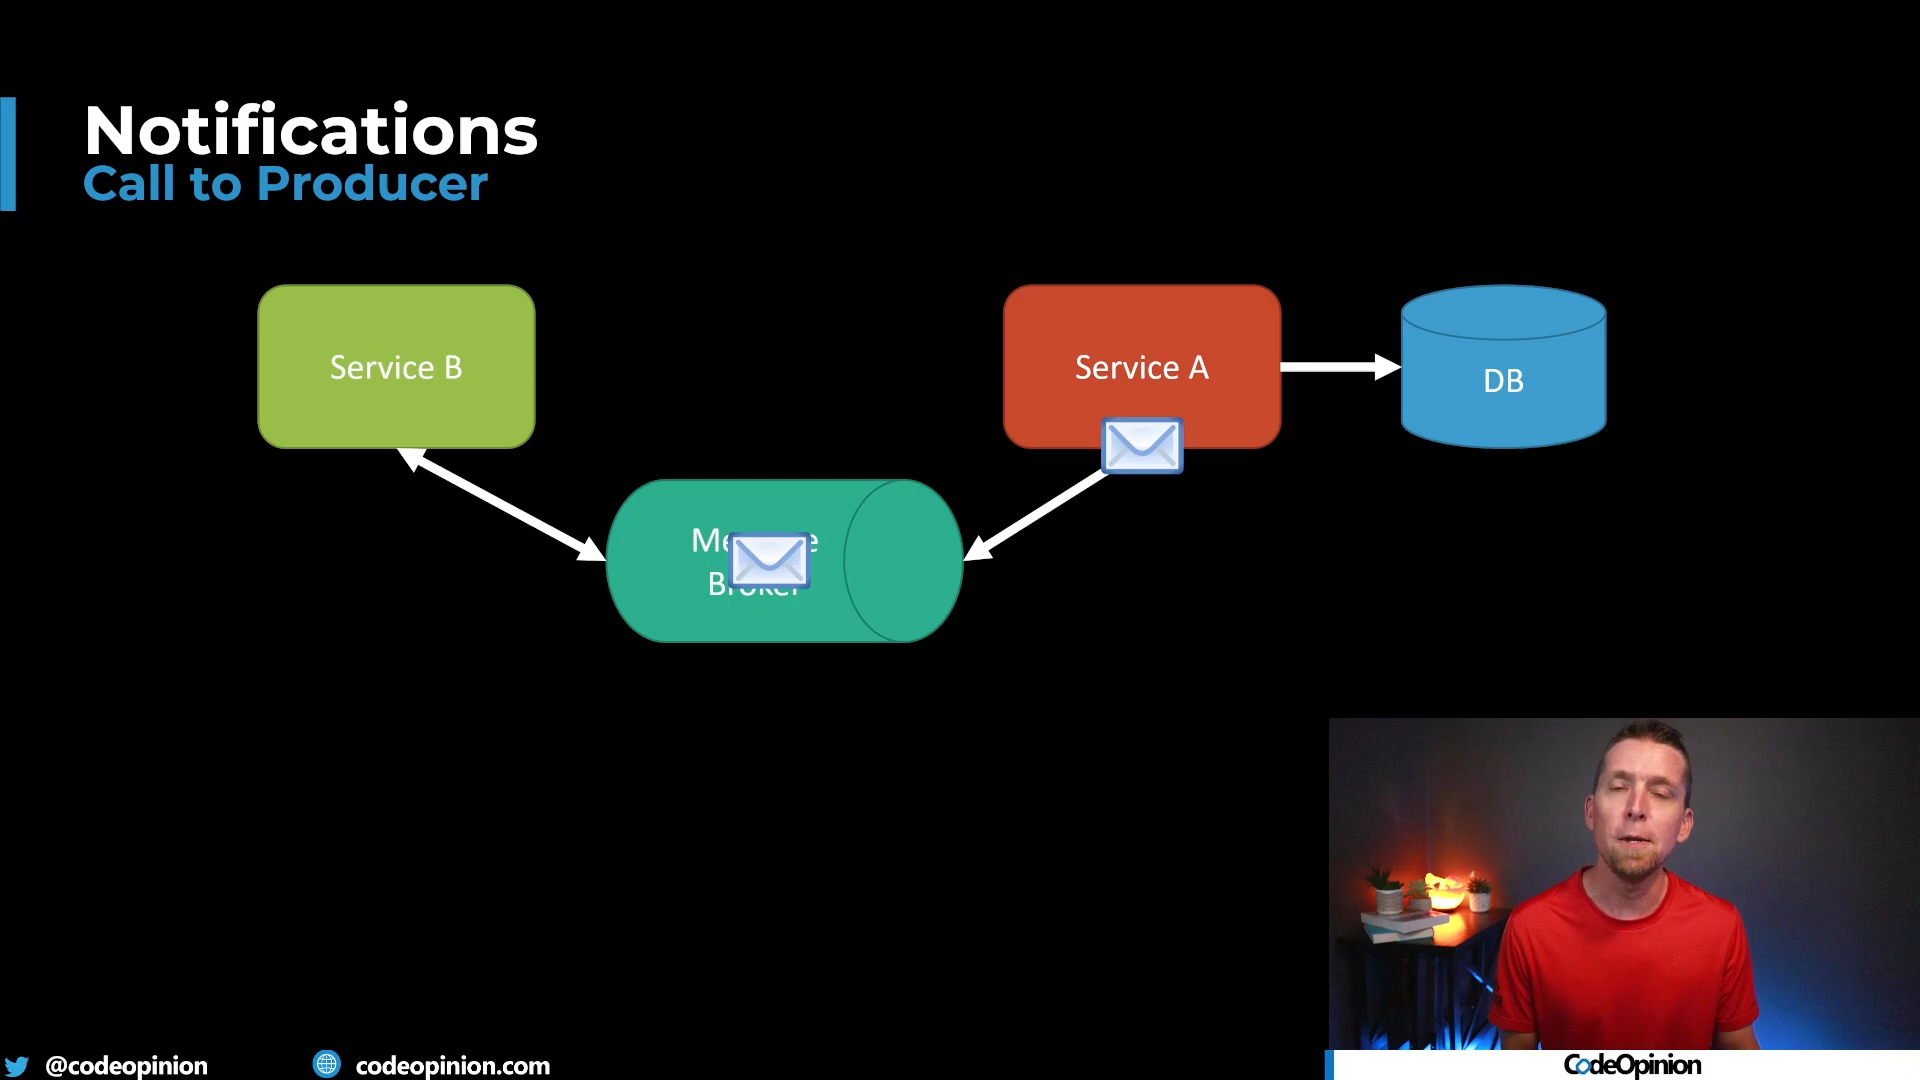 Notifications
Call to Producer
Service B
Service A
DB
@codeopinion
codeopinion.com
CodeOpinion